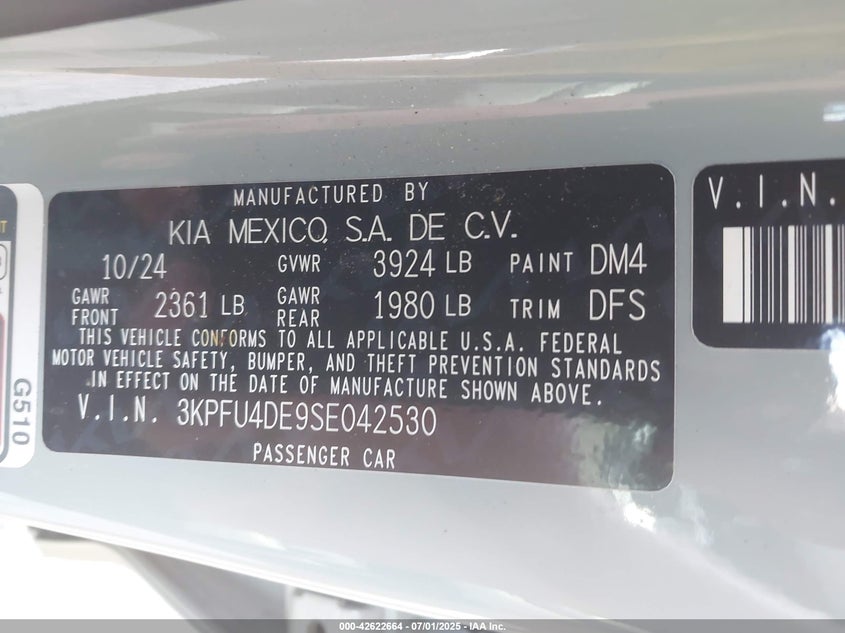 MANUFACTURED BY
KIA MEXICO, S.A. DE C.V.
10/24 GVWR 3924 LB PAINT DM4
GAWR FRONT 2361 LB GAWR REAR 1980 LB TRIM DFS
THIS VEHICLE CONFORMS TO ALL APPLICABLE U.S.A. FEDERAL
MOTOR VEHICLE SAFETY, BUMPER, AND THEFT PREVENTION STANDARDS
IN EFFECT ON THE DATE OF MANUFACTURE SHOWN ABOVE.
V.I.N. 3KPFU4DE9SE042530
PASSENGER CAR
V.I.N.
G510
000-42622664 - 07/01/2025 - IAA Inc.